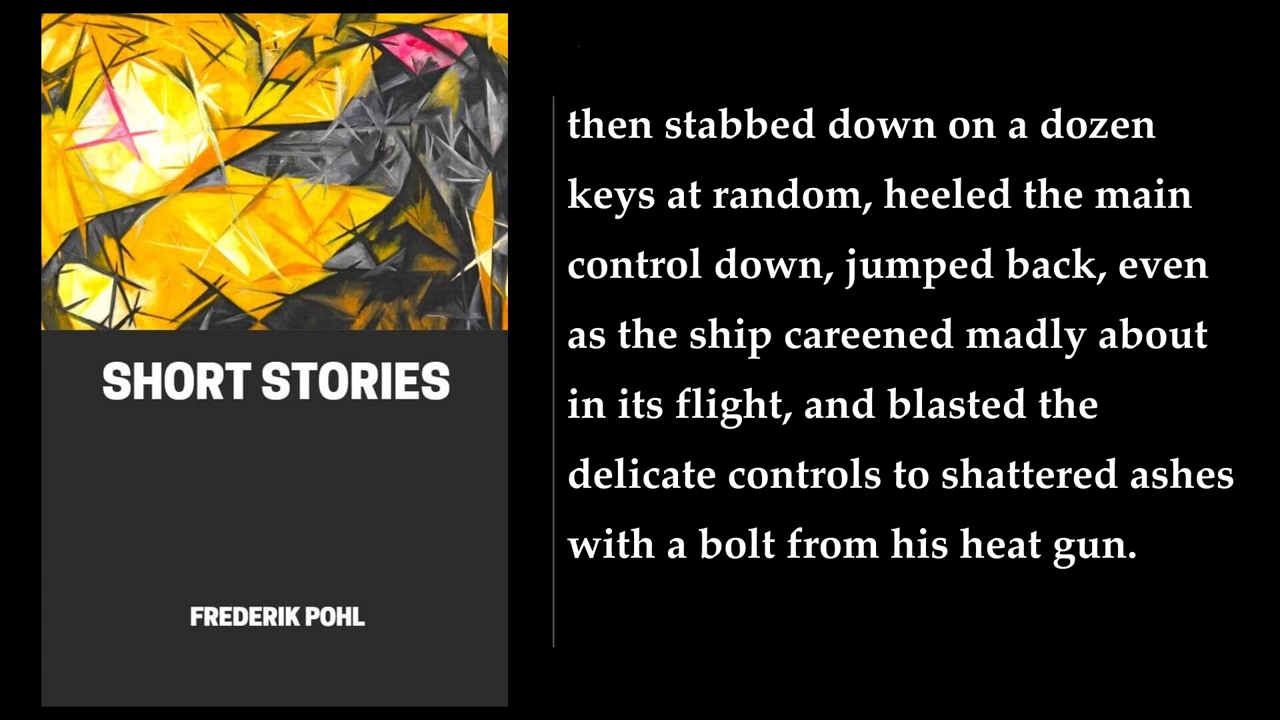 SHORT STORIES
FREDERIK POHL
then stabbed down on a dozen
keys at random, heeled the main
control down, jumped back, even
as the ship careened madly about
in its flight, and blasted the
delicate controls to shattered ashes
with a bolt from his heat gun.